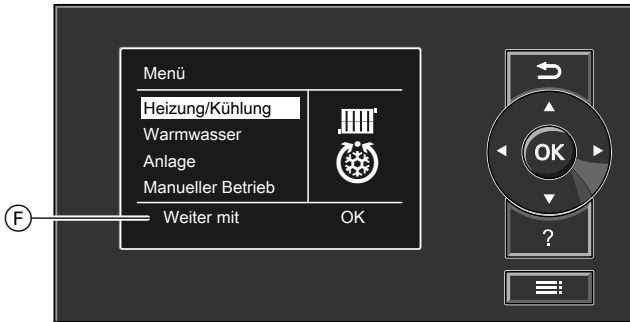 Menü
Heizung/Kühlung
Warmwasser
Anlage
Manueller Betrieb
Weiter mit OK
F
OK
?